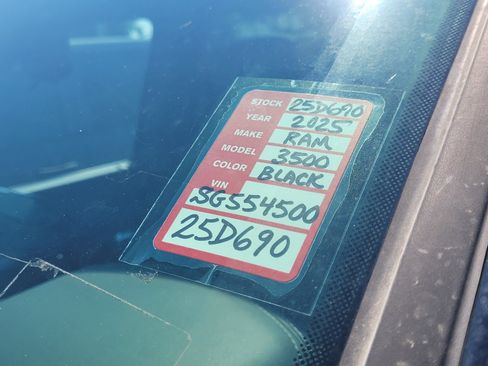 STOCK 25D690
YEAR 2025
MAKE RAM
MODEL 3500
COLOR BLACK
VIN
SG554500
25D690